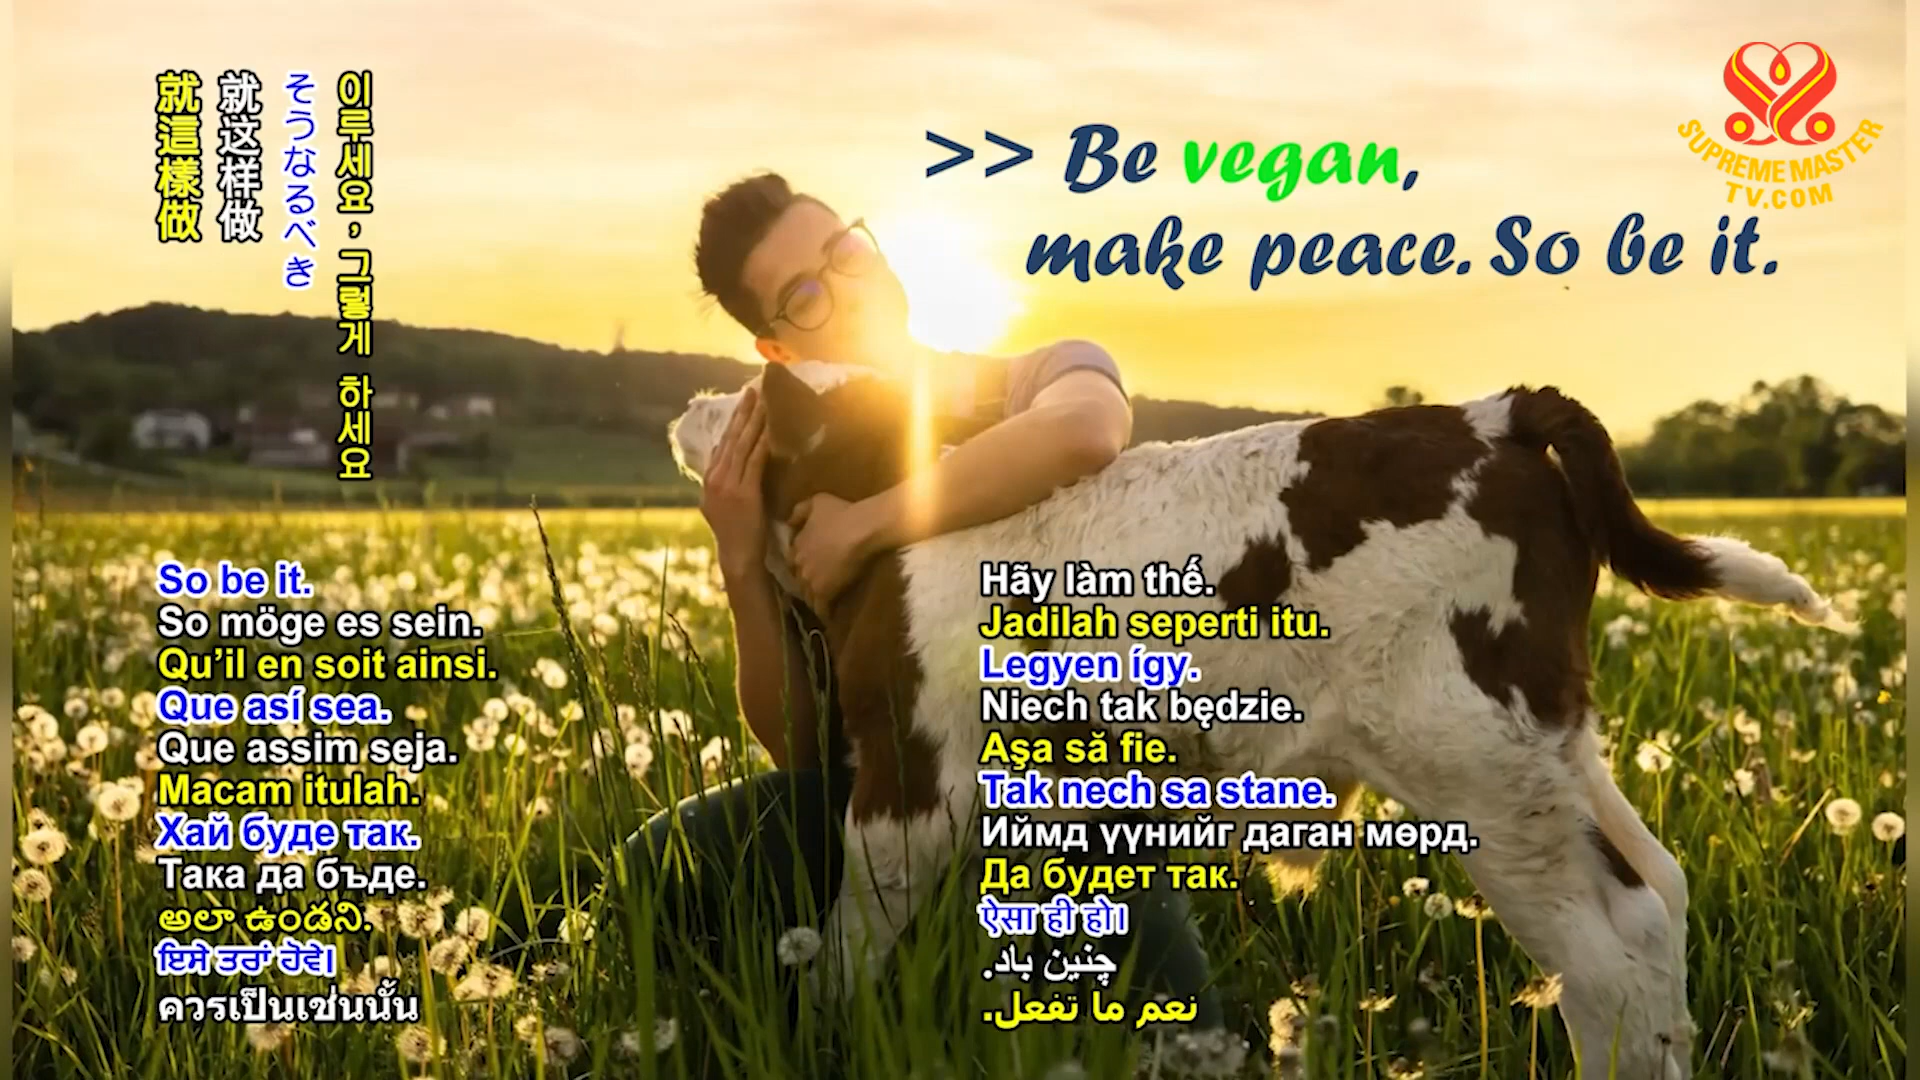 就這樣做
就这样做
そうなるべき
이루세요, 그렇게 하세요
>> Be vegan,
make peace. So be it.
SUPREME MASTER
TV.COM
So be it.
So möge es sein.
Qu’il en soit ainsi.
Que así sea.
Que assim seja.
Macam itulah.
Хай буде так.
Така да бъде.
అలా ఉండని.
ਇਸੇ ਤਰਾਂ ਹੋਵੇ।
ควรเป็นเช่นนั้น
Hãy làm thế.
Jadilah seperti itu.
Legyen így.
Niech tak będzie.
Aşa să fie.
Tak nech sa stane.
Иймд үүнийг даган мөрд.
Да будет так.
ऐसा ही हो।
چنین باد.
نعم ما تفعل.